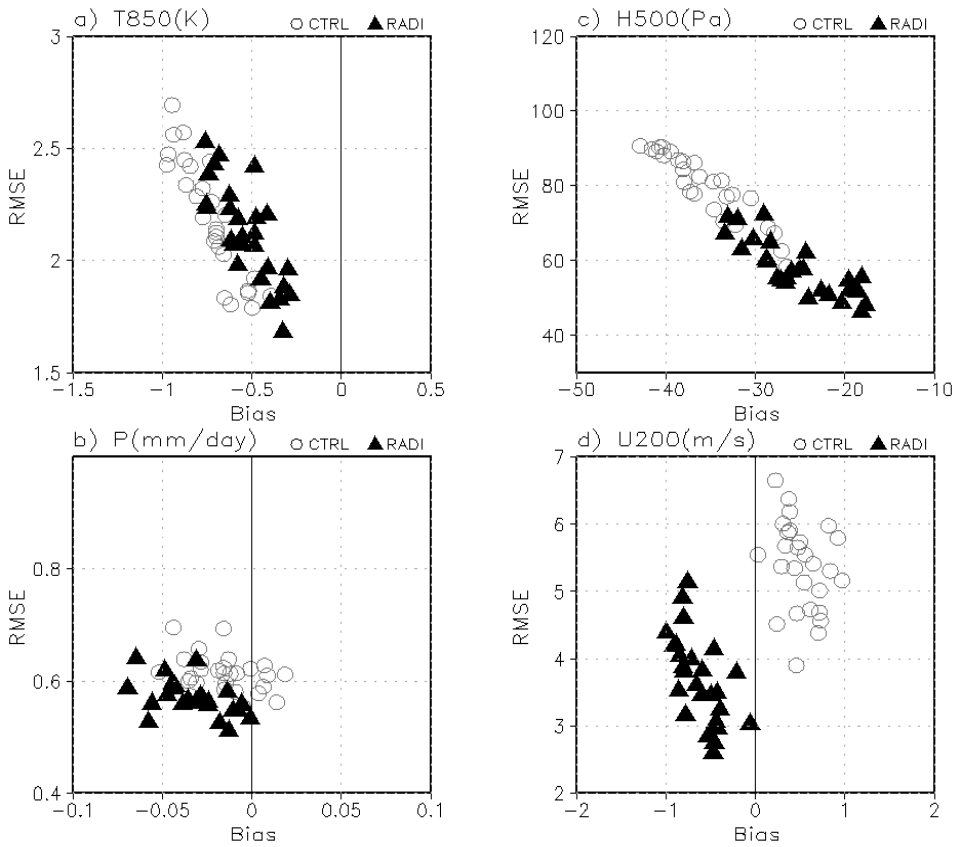 a) T850(K)
○ CTRL ▲ RADI
3
2.5
2
1.5
RMSE
−1.5 −1 −0.5 0 0.5
Bias
c) H500(Pa)
○ CTRL ▲ RADI
120
100
80
60
40
RMSE
−50 −40 −30 −20 −10
Bias
b) P(mm/day)
○ CTRL ▲ RADI
0.8
0.6
0.4
RMSE
−0.1 −0.05 0 0.05 0.1
Bias
d) U200(m/s)
○ CTRL ▲ RADI
7
6
5
4
3
2
RMSE
−2 −1 0 1 2
Bias